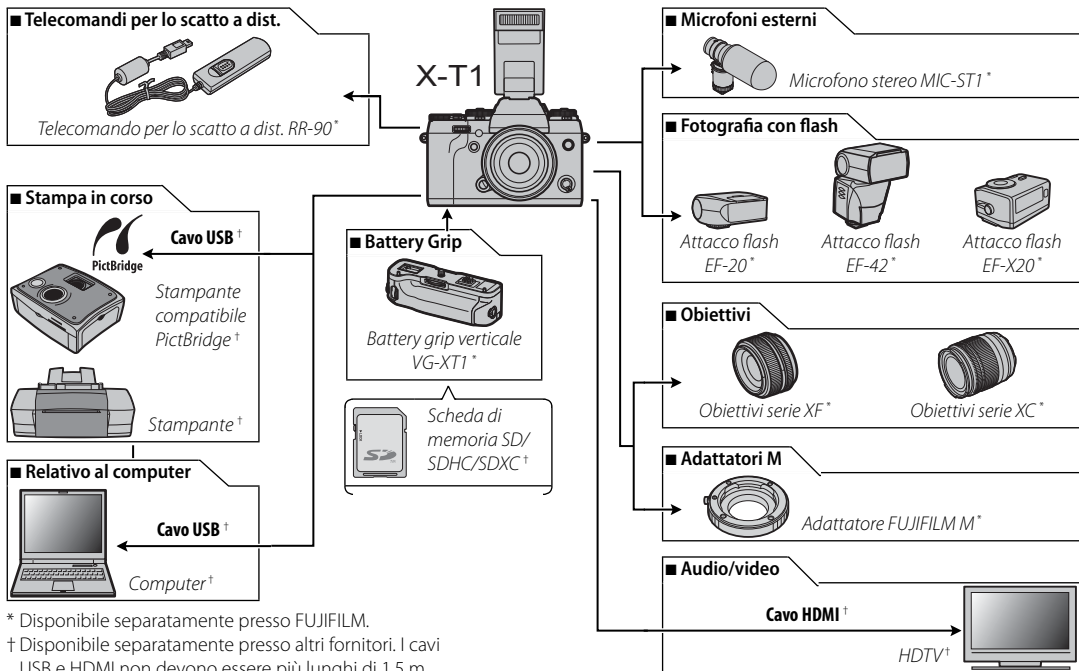 ■ Telecomandi per lo scatto a dist.
Telecomando per lo scatto a dist. RR-90*
X-T1
■ Microfoni esterni
Microfono stereo MIC-ST1*
■ Fotografia con flash
Attacco flash
EF-20*
Attacco flash
EF-42*
Attacco flash
EF-X20*
■ Stampa in corso
PictBridge
Cavo USB†
Stampante
compatibile
PictBridge†
Stampante†
■ Battery Grip
Battery grip verticale
VG-XT1*
SD
Scheda di
memoria SD/
SDHC/SDXC†
■ Obiettivi
Obiettivi serie XF*
Obiettivi serie XC*
■ Relativo al computer
Cavo USB†
Computer†
■ Adattatori M
Adattatore FUJIFILM M*
■ Audio/video
Cavo HDMI†
HDTV†
* Disponibile separatamente presso FUJIFILM.
† Disponibile separatamente presso altri fornitori. I cavi
USB e HDMI non devono essere più lunghi di 1,5 m.